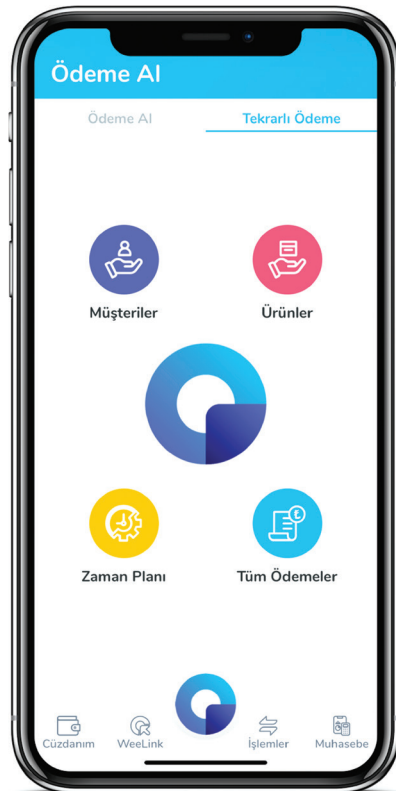 Ödeme Al
Ödeme Al
Tekrarlı Ödeme
Müşteriler
Ürünler
Zaman Planı
Tüm Ödemeler
Cüzdanım
WeeLink
İşlemler
Muhasebe